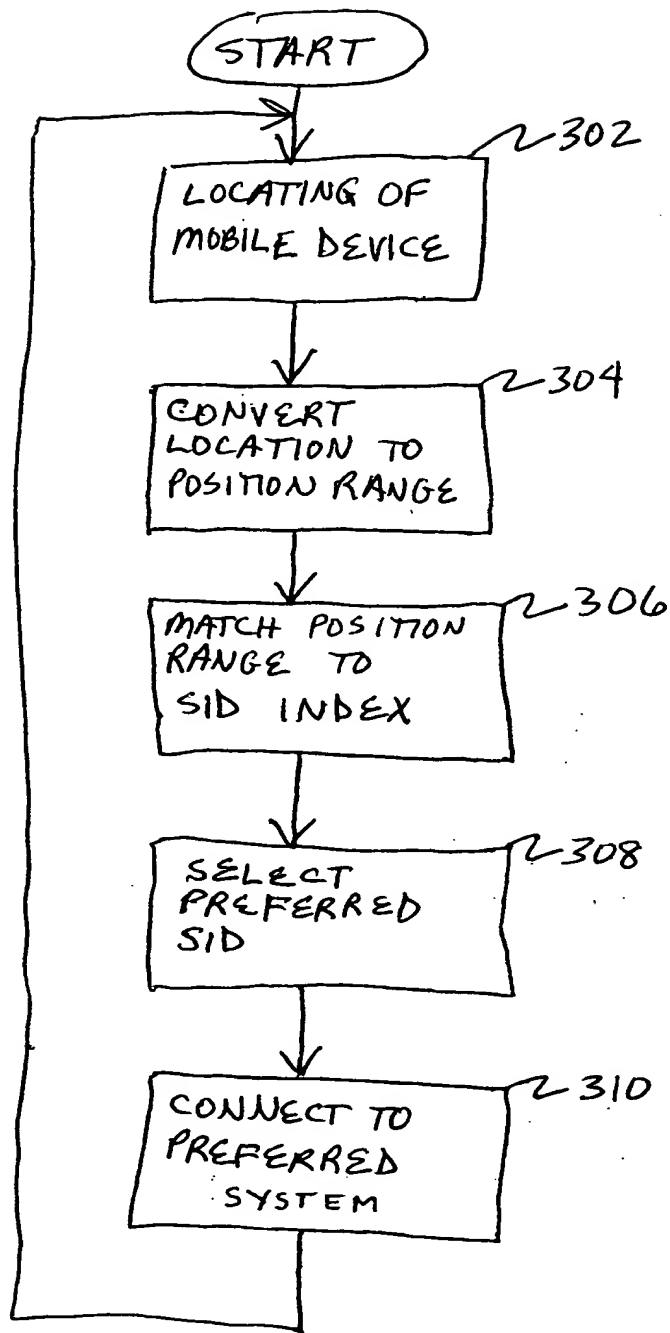 START
302
LOCATING OF
MOBILE DEVICE
304
CONVERT
LOCATION TO
POSITION RANGE
306
MATCH POSITION
RANGE TO
SID INDEX
308
SELECT
PREFERRED
SID
310
CONNECT TO
PREFERRED
SYSTEM